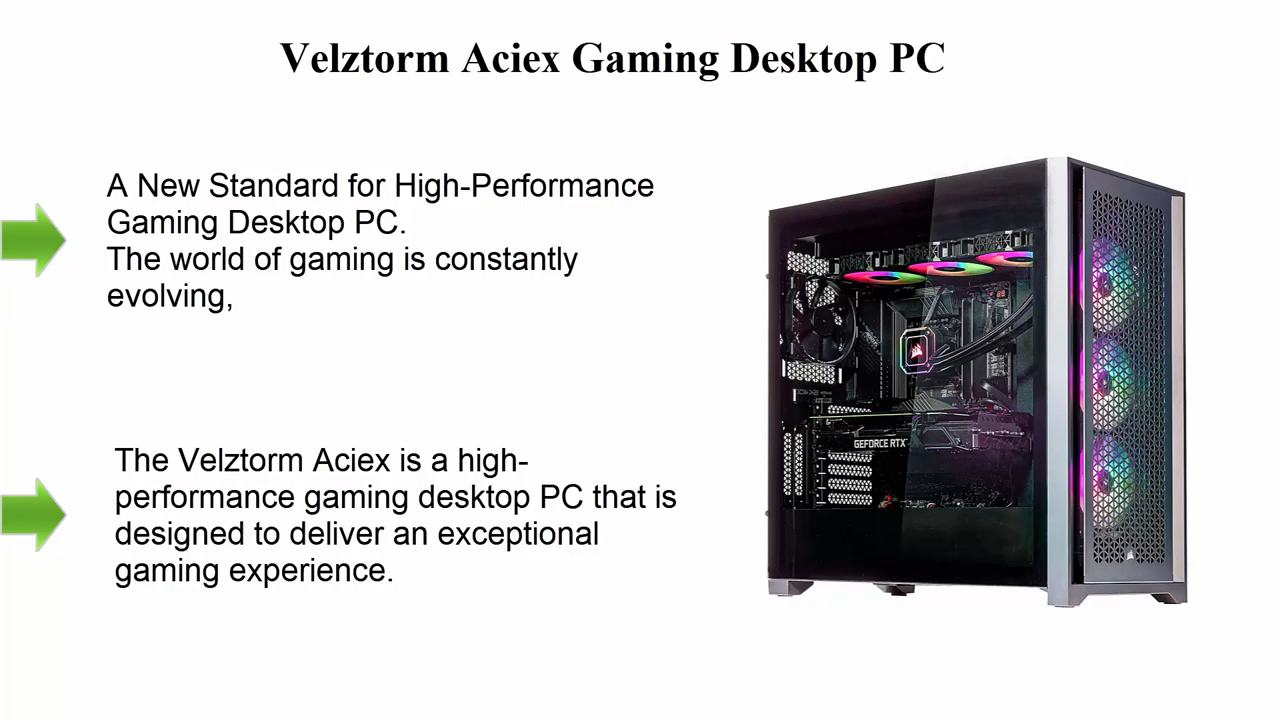 Velztorm Aciex Gaming Desktop PC
A New Standard for High-Performance
Gaming Desktop PC.
The world of gaming is constantly
evolving,
The Velztorm Aciex is a high-
performance gaming desktop PC that is
designed to deliver an exceptional
gaming experience.
GEFORCE RTX